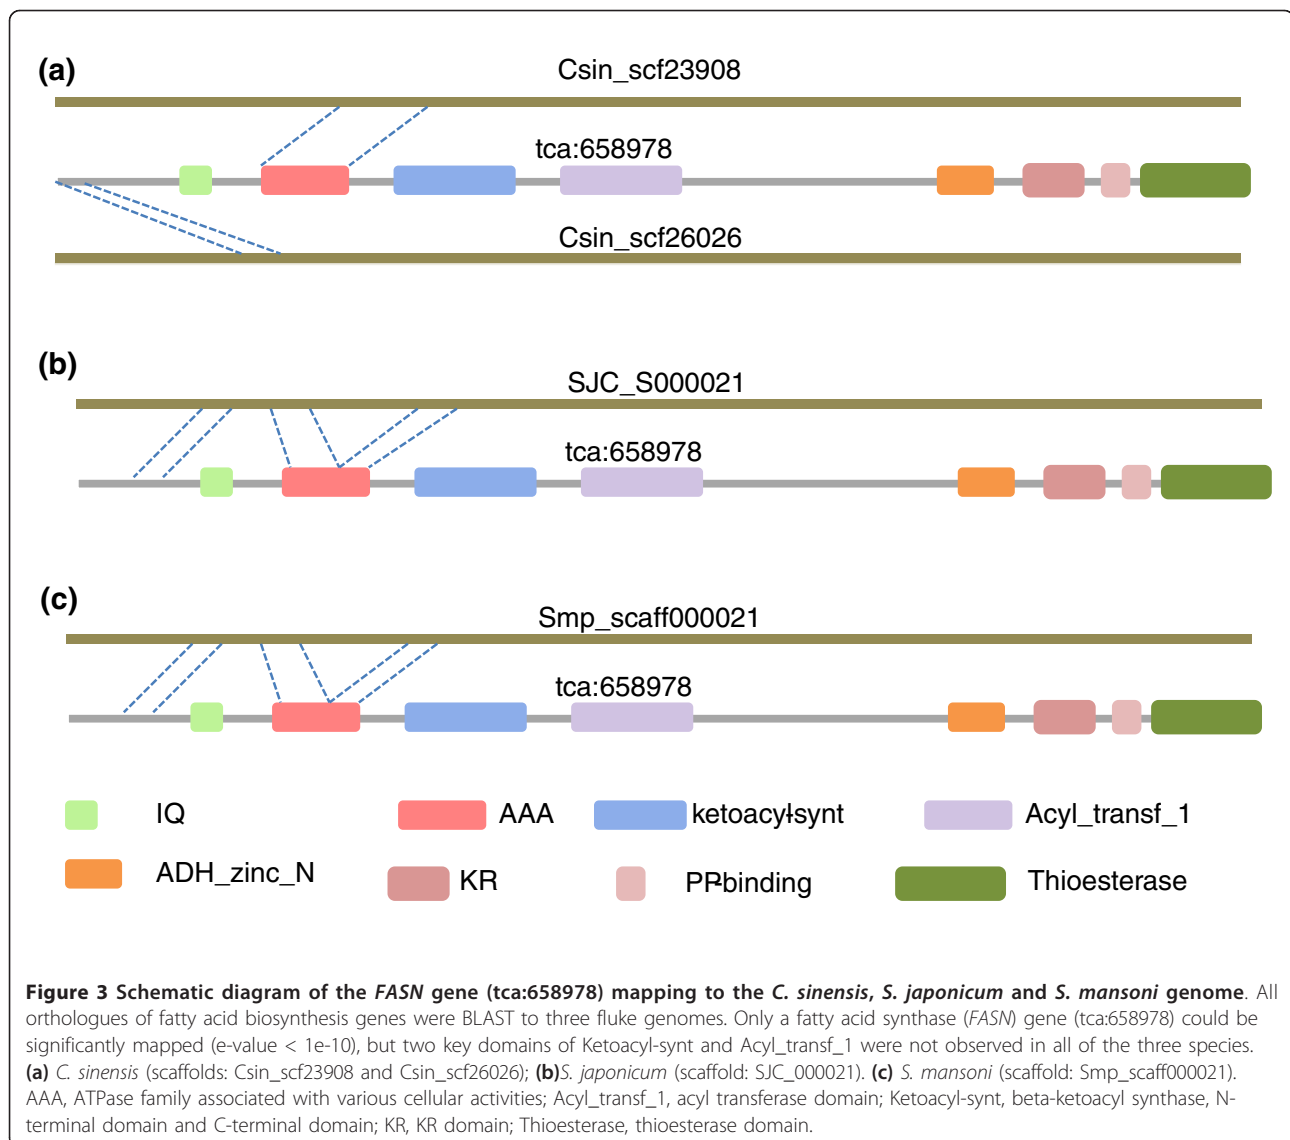 (a)
Csin_scf23908
tca:658978
Csin_scf26026
(b)
SJC_S000021
tca:658978
(c)
Smp_scaff000021
tca:658978
IQ
AAA
ketoacyl-synt
Acyl_transf_1
ADH_zinc_N
KR
PP-binding
Thioesterase
Figure 3 Schematic diagram of the FASN gene (tca:658978) mapping to the C. sinensis, S. japonicum and S. mansoni genome. All
orthologues of fatty acid biosynthesis genes were BLAST to three fluke genomes. Only a fatty acid synthase (FASN) gene (tca:658978) could be
significantly mapped (e-value < 1e-10), but two key domains of Ketoacyl-synt and Acyl_transf_1 were not observed in all of the three species.
(a) C. sinensis (scaffolds: Csin_scf23908 and Csin_scf26026); (b)S. japonicum (scaffold: SJC_000021). (c) S. mansoni (scaffold: Smp_scaff000021).
AAA, ATPase family associated with various cellular activities; Acyl_transf_1, acyl transferase domain; Ketoacyl-synt, beta-ketoacyl synthase, N-
terminal domain and C-terminal domain; KR, KR domain; Thioesterase, thioesterase domain.